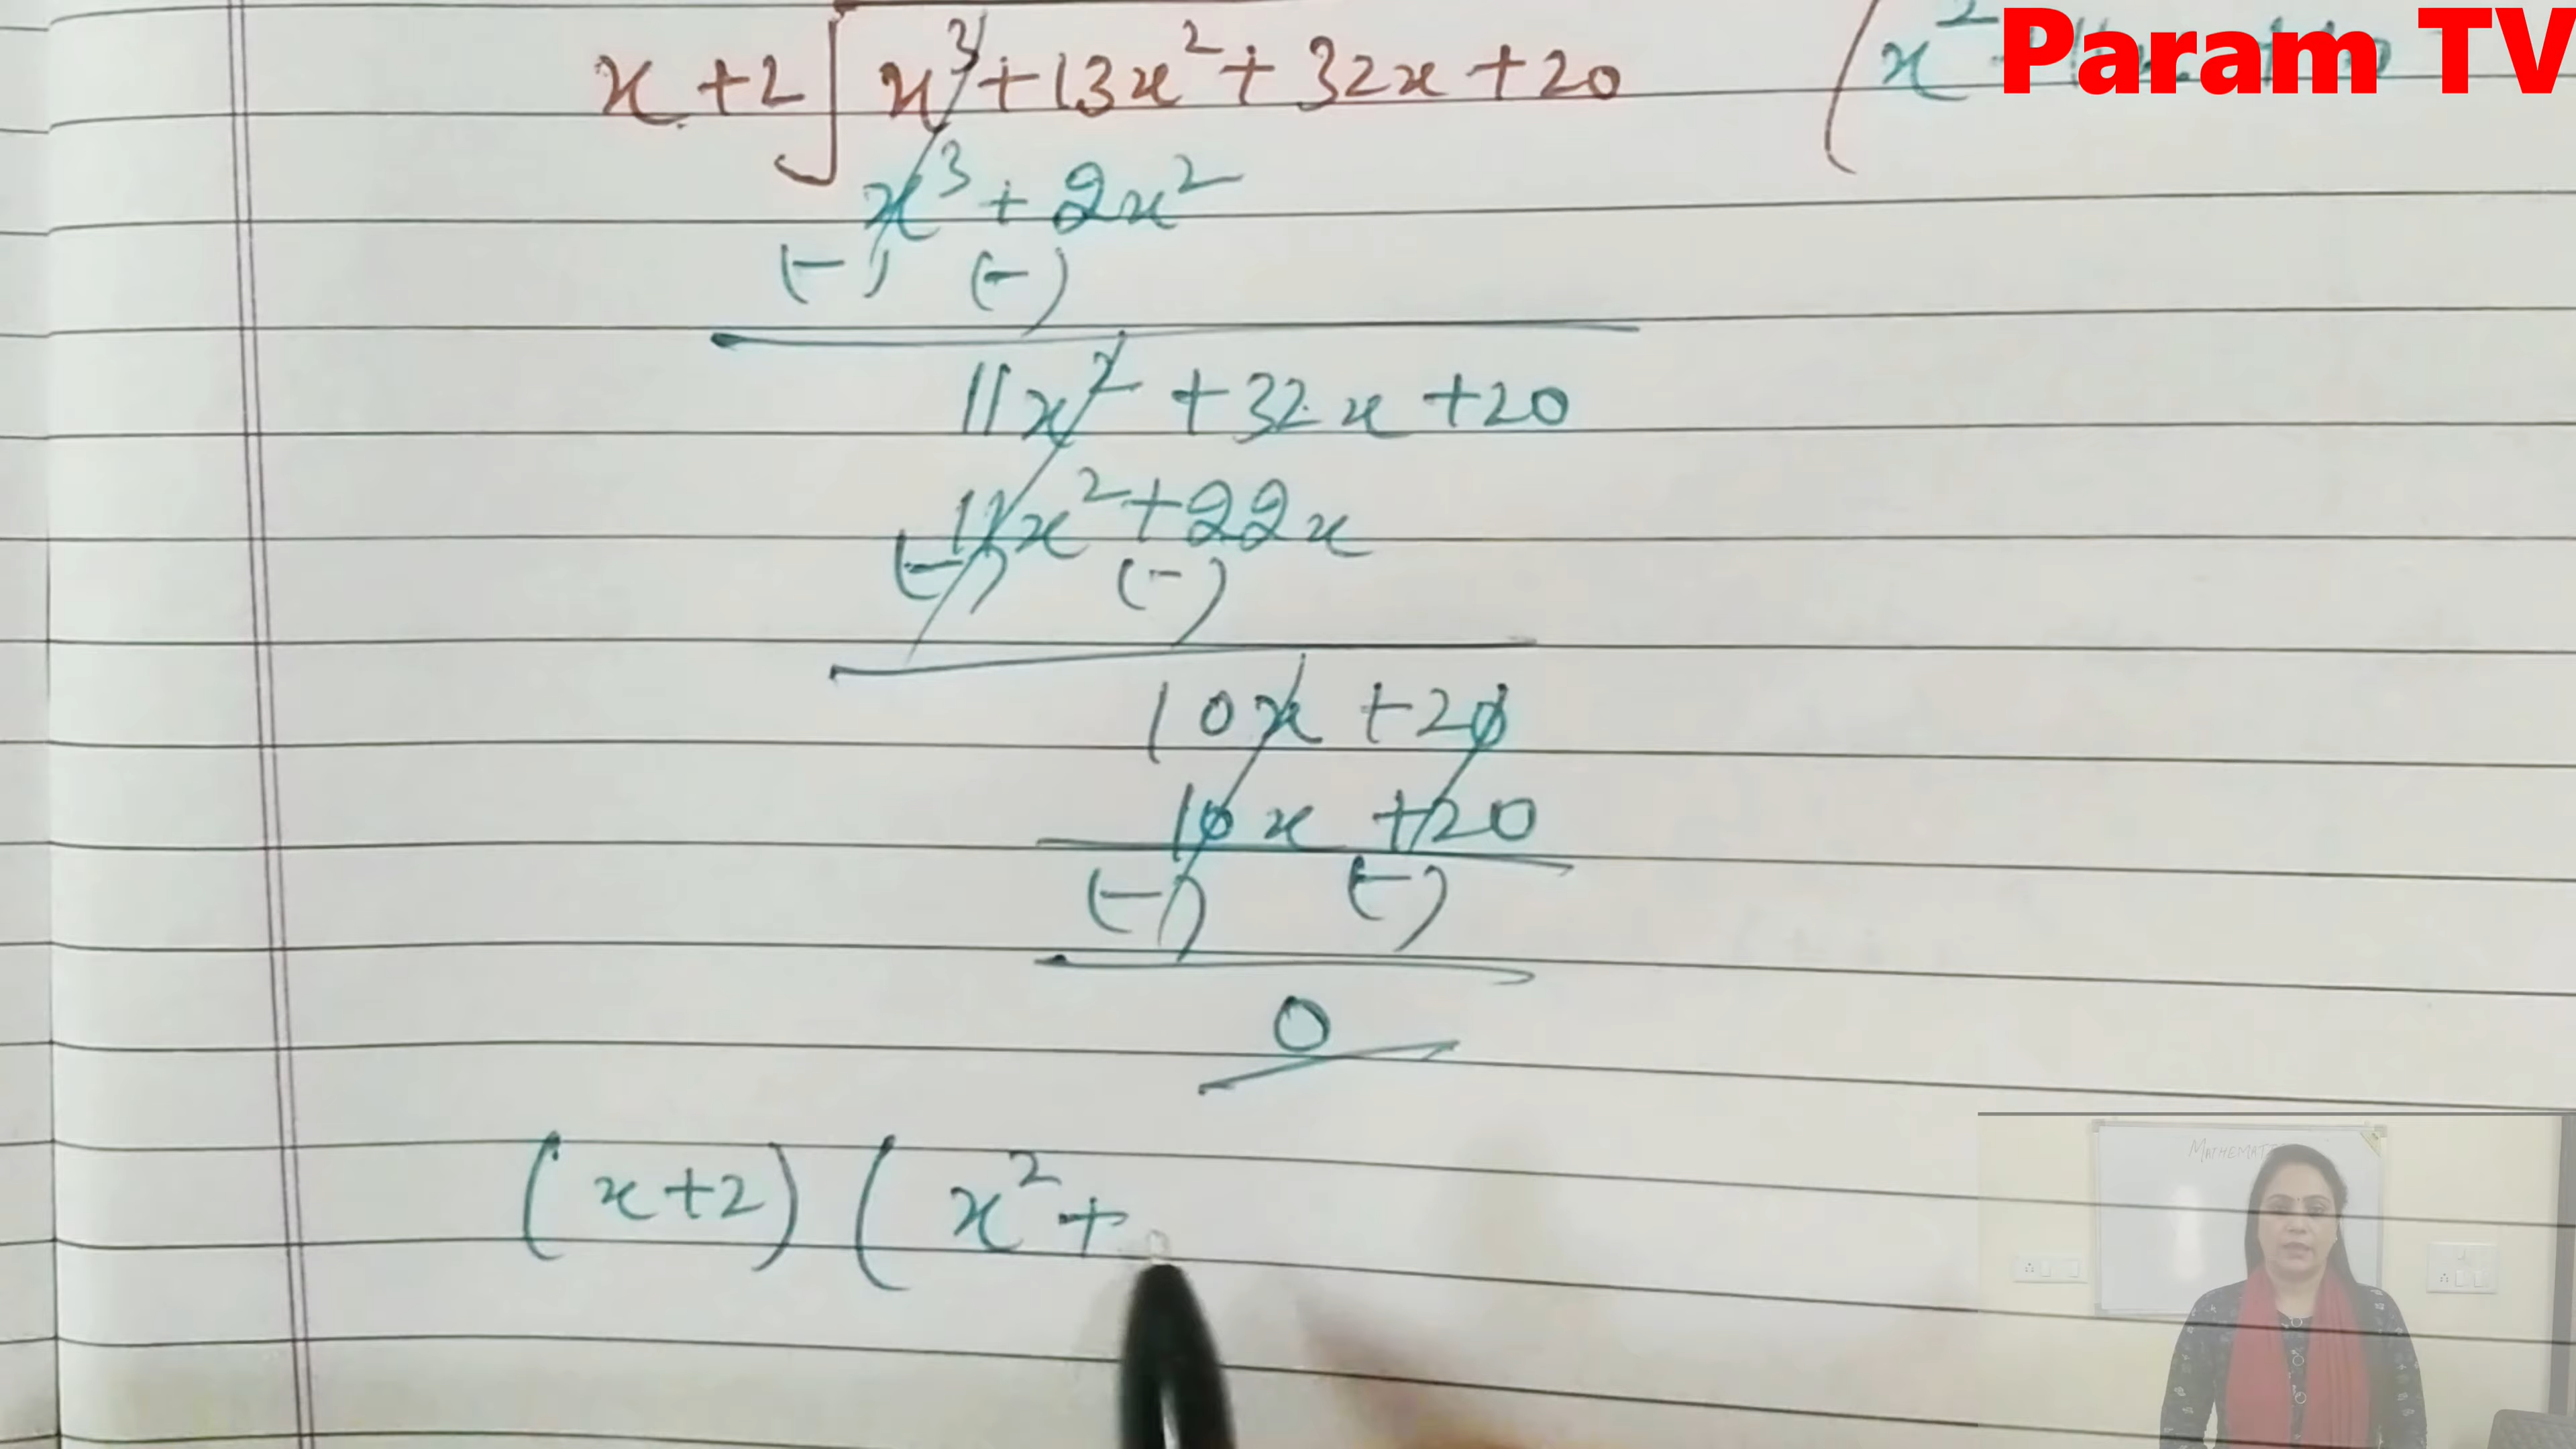 x + 2 ) x³ + 13x² + 32x + 20 ( x²
Param TV
x³ + 2x²
(-) (-)
11x² + 32x + 20
11x² + 22x
(-) (-)
10x + 20
10x + 20
(-) (-)
0
(x+2) (x² +